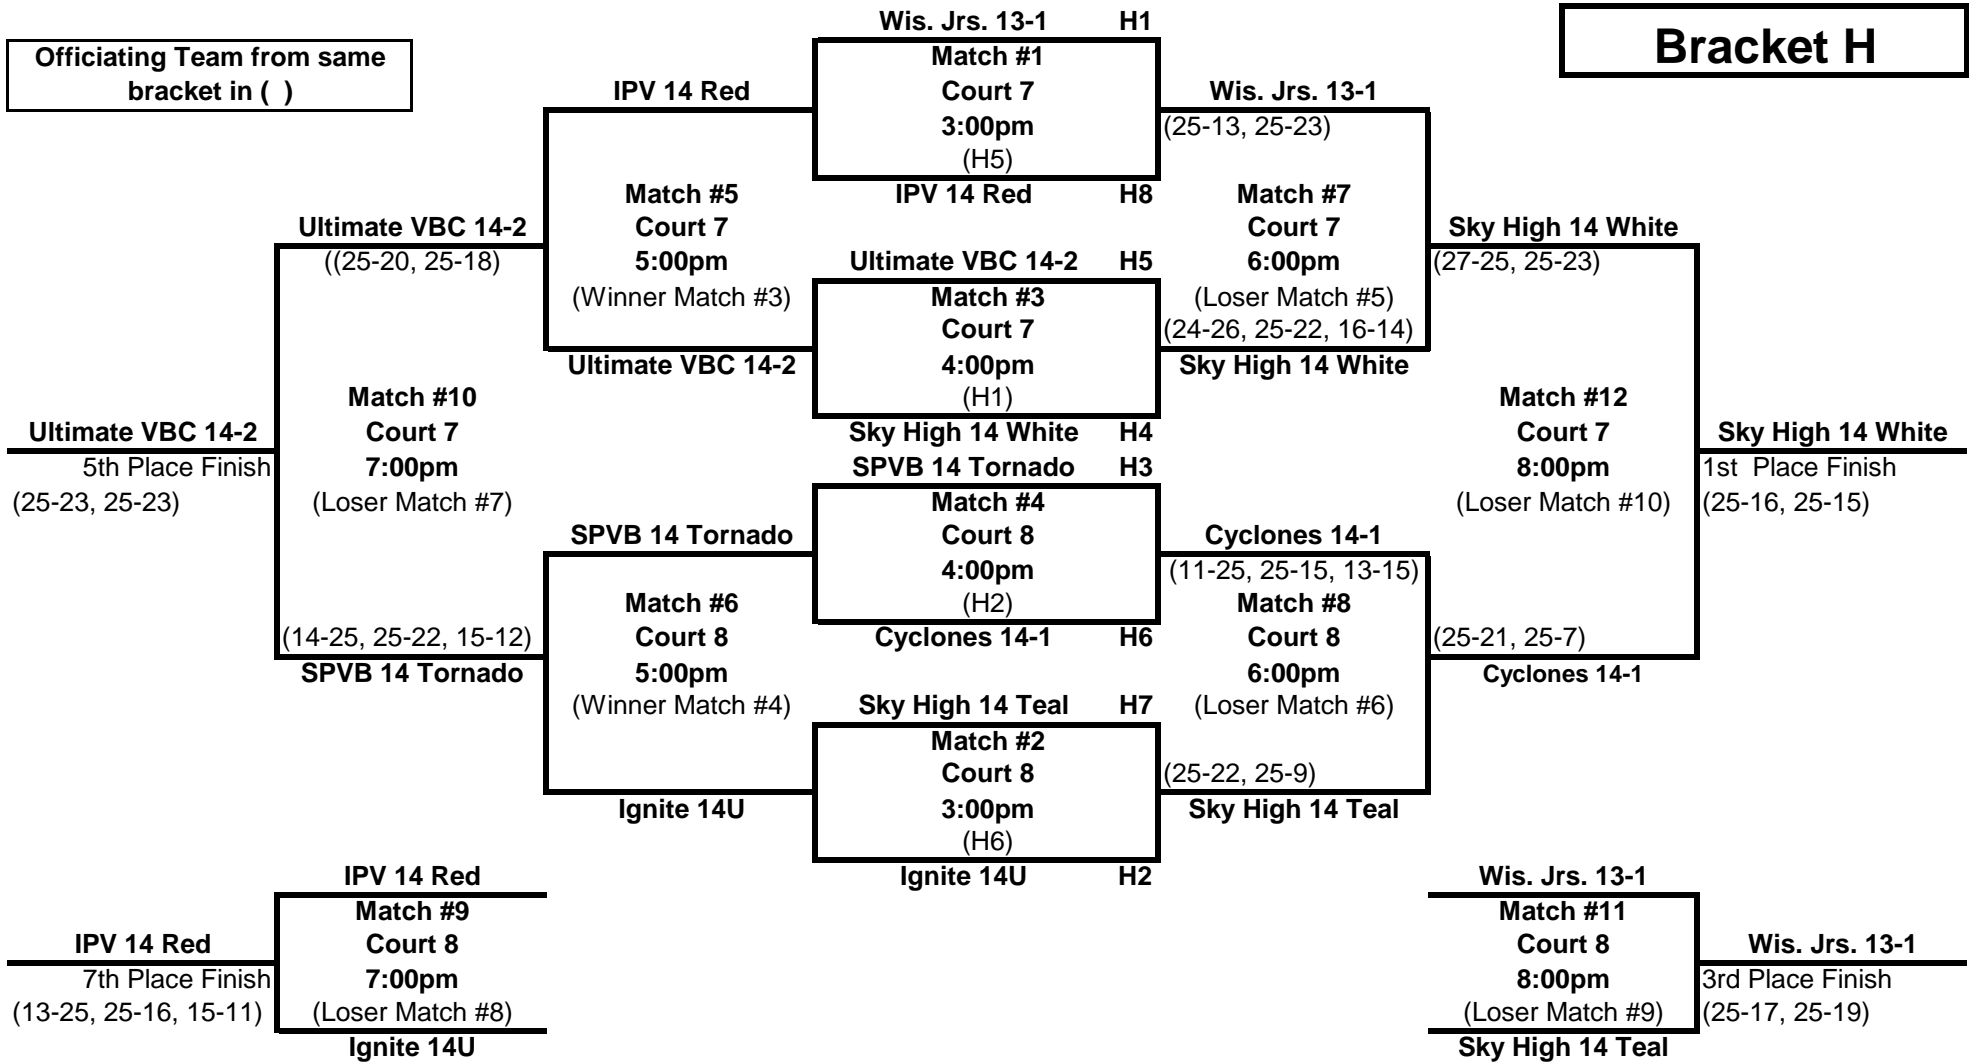 Bracket H
Officiating Team from same
bracket in ( )
Wis. Jrs. 13-1 H1
Match #1
Court 7
3:00pm
(H5)
IPV 14 Red H8
IPV 14 Red
Match #5
Court 7
5:00pm
(Winner Match #3)
Ultimate VBC 14-2
Wis. Jrs. 13-1
(25-13, 25-23)
Match #7
Court 7
6:00pm
(Loser Match #5)
(24-26, 25-22, 16-14)
Sky High 14 White
Ultimate VBC 14-2
((25-20, 25-18)
Ultimate VBC 14-2 H5
Match #3
Court 7
4:00pm
(H1)
Sky High 14 White H4
Sky High 14 White
(27-25, 25-23)
Match #10
Court 7
7:00pm
(Loser Match #7)
Ultimate VBC 14-2
5th Place Finish
(25-23, 25-23)
Match #12
Court 7
8:00pm
(Loser Match #10)
Sky High 14 White
1st  Place Finish
(25-16, 25-15)
SPVB 14 Tornado H3
Match #4
Court 8
4:00pm
(H2)
Cyclones 14-1 H6
SPVB 14 Tornado
Match #6
Court 8
5:00pm
(Winner Match #4)
Ignite 14U
Cyclones 14-1
(11-25, 25-15, 13-15)
Match #8
Court 8
6:00pm
(Loser Match #6)
(25-22, 25-9)
Sky High 14 Teal
(14-25, 25-22, 15-12)
SPVB 14 Tornado
(25-21, 25-7)
Cyclones 14-1
Sky High 14 Teal H7
Match #2
Court 8
3:00pm
(H6)
Ignite 14U H2
IPV 14 Red
Match #9
Court 8
7:00pm
(Loser Match #8)
Ignite 14U
IPV 14 Red
7th Place Finish
(13-25, 25-16, 15-11)
Wis. Jrs. 13-1
Match #11
Court 8
8:00pm
(Loser Match #9)
Sky High 14 Teal
Wis. Jrs. 13-1
3rd Place Finish
(25-17, 25-19)